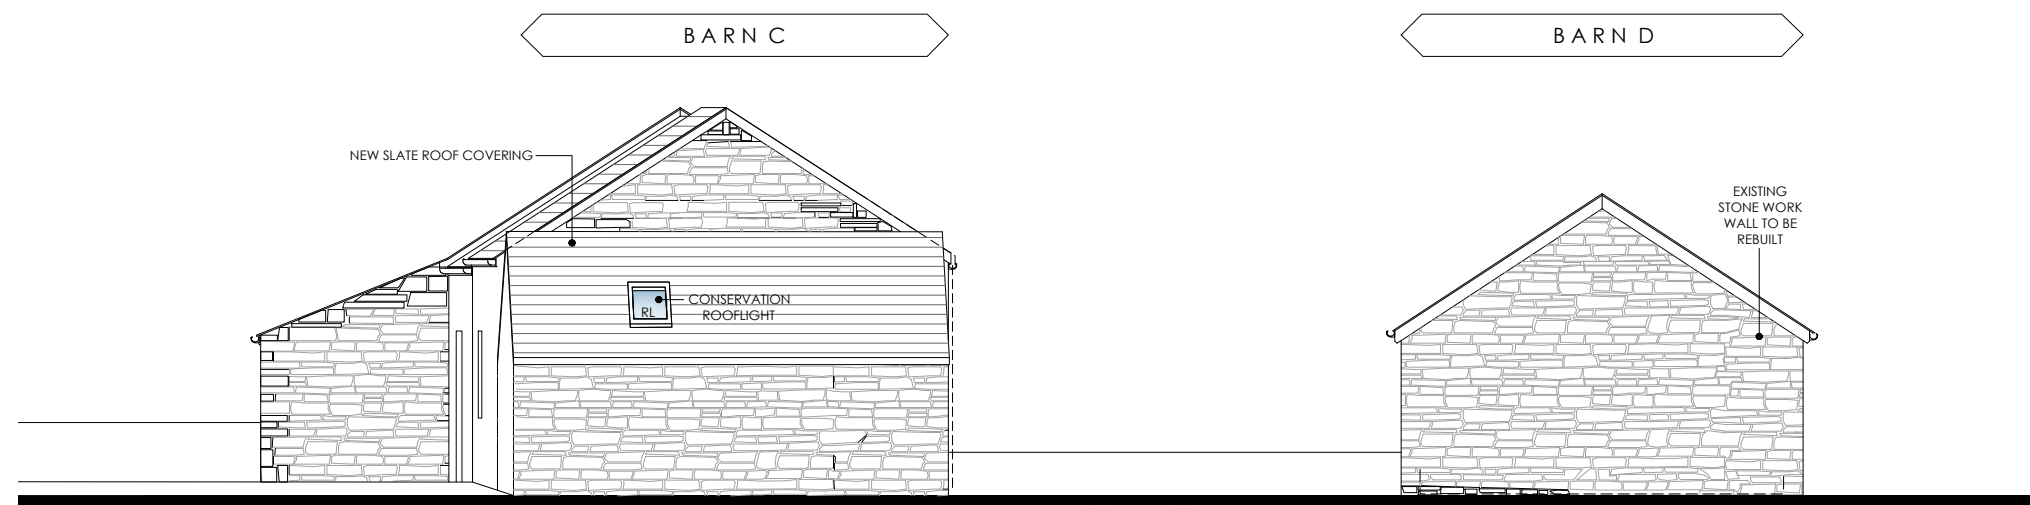 BARN C
BARN D
NEW SLATE ROOF COVERING
EXISTING
STONE WORK
WALL TO BE
REBUILT
CONSERVATION
ROOFLIGHT
RL